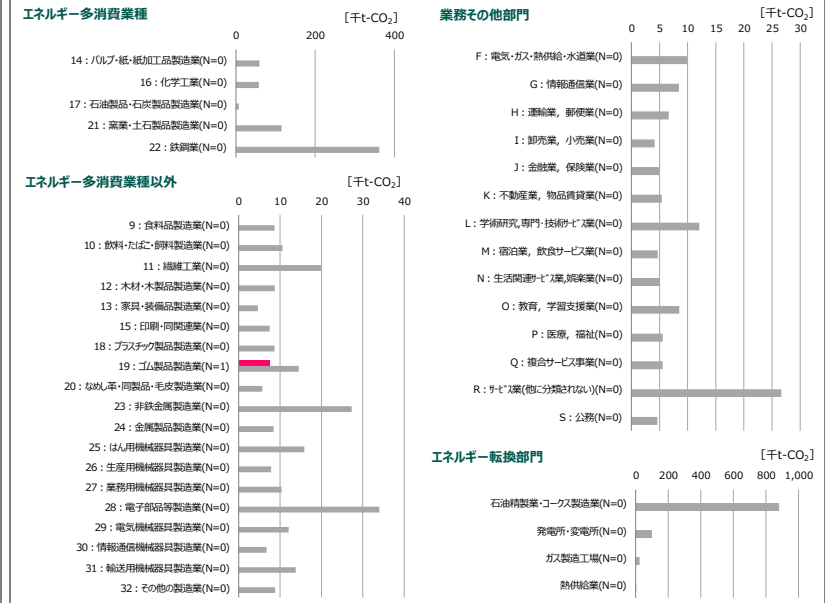 エネルギー多消費業種
[千t-CO₂]
0 200 400
14：パルプ・紙・紙加工品製造業(N=0)
16：化学工業(N=0)
17：石油製品・石炭製品製造業(N=0)
21：窯業・土石製品製造業(N=0)
22：鉄鋼業(N=0)
エネルギー多消費業種以外
[千t-CO₂]
0 10 20 30 40
9：食料品製造業(N=0)
10：飲料・たばこ・飼料製造業(N=0)
11：繊維工業(N=0)
12：木材・木製品製造業(N=0)
13：家具・装備品製造業(N=0)
15：印刷・同関連業(N=0)
18：プラスチック製品製造業(N=0)
19：ゴム製品製造業(N=1)
20：なめし革・同製品・毛皮製造業(N=0)
23：非鉄金属製造業(N=0)
24：金属製品製造業(N=0)
25：はん用機械器具製造業(N=0)
26：生産用機械器具製造業(N=0)
27：業務用機械器具製造業(N=0)
28：電子部品等製造業(N=0)
29：電気機械器具製造業(N=0)
30：情報通信機械器具製造業(N=0)
31：輸送用機械器具製造業(N=0)
32：その他の製造業(N=0)
業務その他部門
[千t-CO₂]
0 5 10 15 20 25 30
F：電気・ガス・熱供給・水道業(N=0)
G：情報通信業(N=0)
H：運輸業，郵便業(N=0)
I：卸売業，小売業(N=0)
J：金融業，保険業(N=0)
K：不動産業，物品賃貸業(N=0)
L：学術研究,専門・技術ｻｰﾋﾞｽ業(N=0)
M：宿泊業，飲食サービス業(N=0)
N：生活関連ｻｰﾋﾞｽ業,娯楽業(N=0)
O：教育，学習支援業(N=0)
P：医療，福祉(N=0)
Q：複合サービス事業(N=0)
R：ｻｰﾋﾞｽ業(他に分類されない)(N=0)
S：公務(N=0)
エネルギー転換部門
[千t-CO₂]
0 200 400 600 800 1,000
石油精製業・コークス製造業(N=0)
発電所・変電所(N=0)
ガス製造工場(N=0)
熱供給業(N=0)